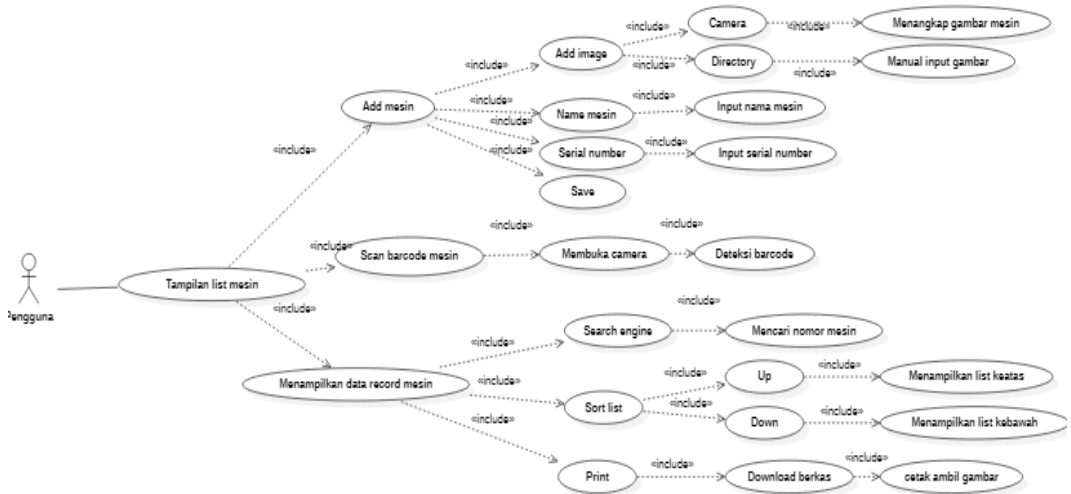 Camera
«include»
«include»
Menangkap gambar mesin
«include»
Add image
«include»
Directory
«include»
Manual input gambar
Add mesin
«include»
Name mesin
«include»
Input nama mesin
«include»
Serial number
«include»
Input serial number
«include»
Save
«include»
«include»
Scan barcode mesin
«include»
Membuka camera
«include»
Deteksi barcode
Pengguna
Tampilan list mesin
«include»
Menampilkan data record mesin
«include»
Search engine
«include»
Mencari nomor mesin
«include»
Sort list
«include»
Up
«include»
Menampilkan list keatas
«include»
Down
«include»
Menampilkan list kebawah
«include»
Print
«include»
Download berkas
«include»
cetak ambil gambar